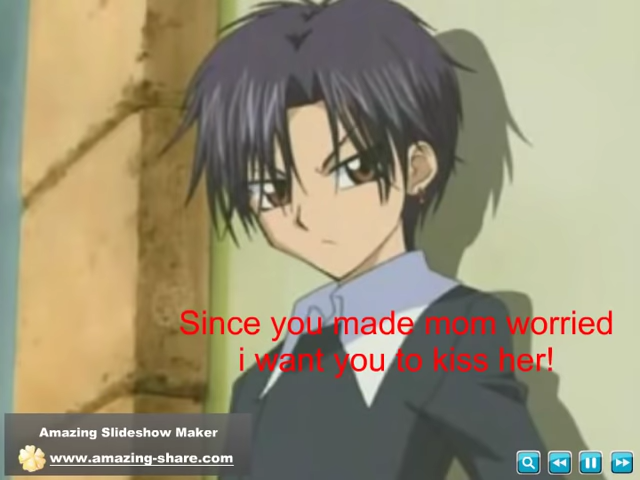 Since you made mom worried
i want you to kiss her!
Amazing Slideshow Maker
www.amazing-share.com